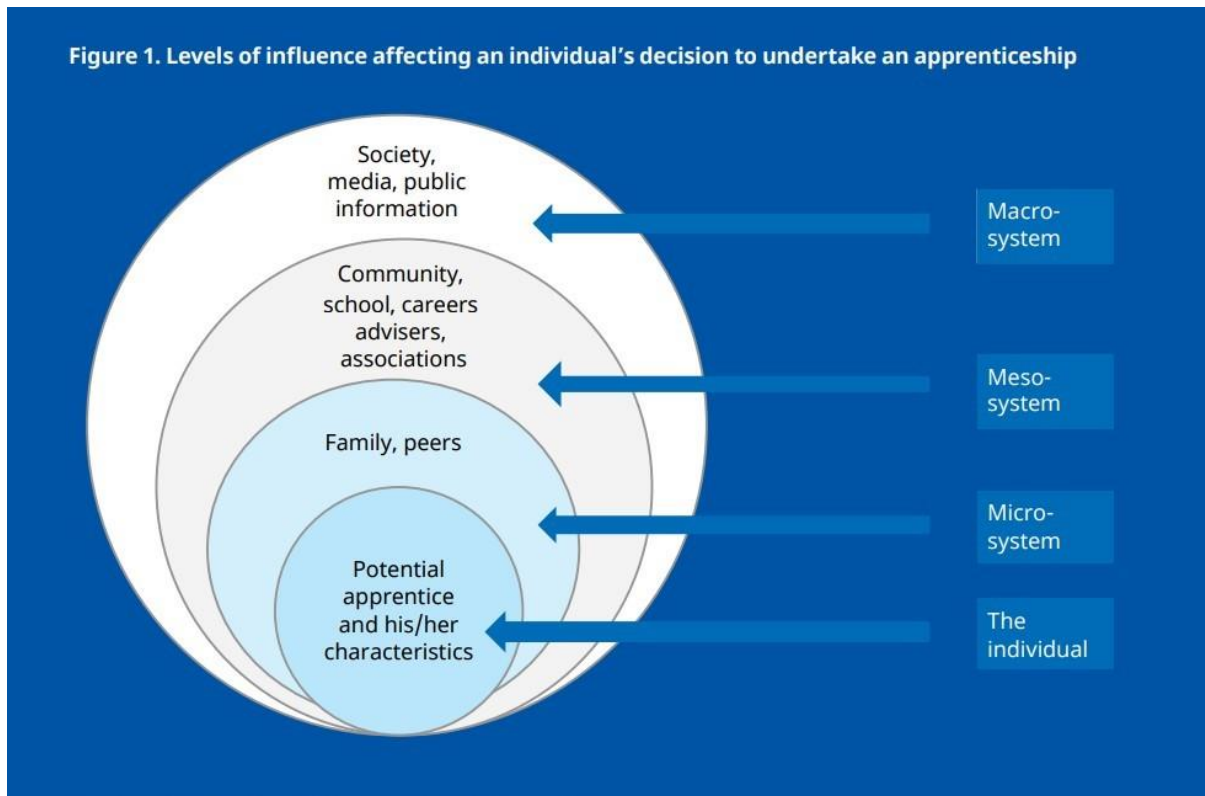 Figure 1. Levels of influence affecting an individual’s decision to undertake an apprenticeship
Society,
media, public
information
Macro-
system
Community,
school, careers
advisers,
associations
Meso-
system
Family, peers
Micro-
system
Potential
apprentice
and his/her
characteristics
The
individual